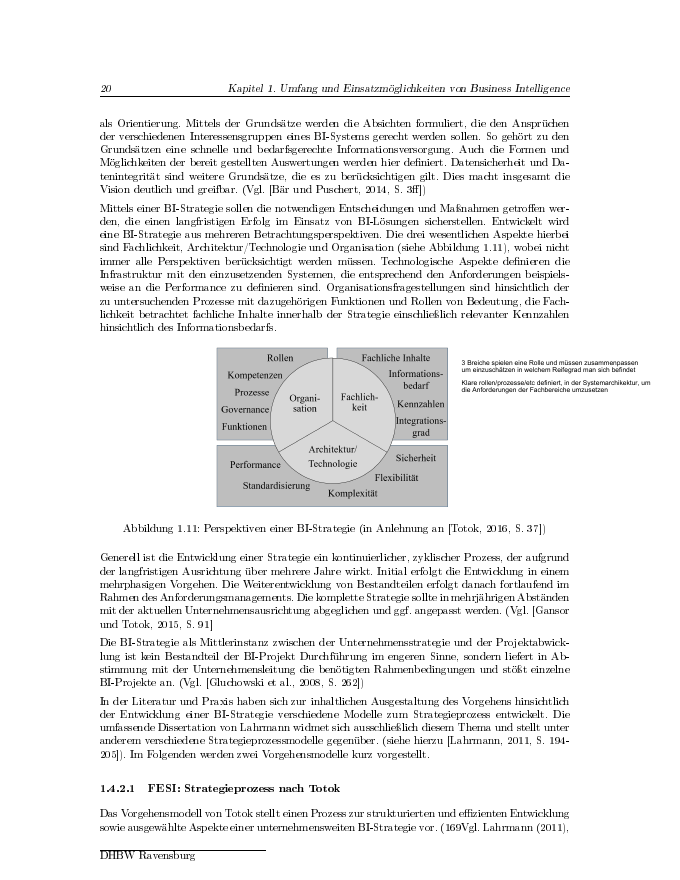 20 Kapitel 1. Umfang und Einsatzmöglichkeiten von Business Intelligence
als Orientierung. Mittels der Grundsätze werden die Absichten formuliert, die den Ansprüchen
der verschiedenen Interessensgruppen eines BI-Systems gerecht werden sollen. So gehört zu den
Grundsätzen eine schnelle und bedarfsgerechte Informationsversorgung. Auch die Formen und
Möglichkeiten der bereit gestellten Auswertungen werden hier definiert. Datensicherheit und Da-
tenintegrität sind weitere Grundsätze, die es zu berücksichtigen gilt. Dies macht insgesamt die
Vision deutlich und greifbar. (Vgl. [Bär und Puschert, 2014, S. 3ff])
Mittels einer BI-Strategie sollen die notwendigen Entscheidungen und Maßnahmen getroffen wer-
den, die einen langfristigen Erfolg im Einsatz von BI-Lösungen sicherstellen. Entwickelt wird
eine BI-Strategie aus mehreren Betrachtungsperspektiven. Die drei wesentlichen Aspekte hierbei
sind Fachlichkeit, Architektur/Technologie und Organisation (siehe Abbildung 1.11), wobei nicht
immer alle Perspektiven berücksichtigt werden müssen. Technologische Aspekte definieren die
Infrastruktur mit den einzusetzenden Systemen, die entsprechend den Anforderungen beispiels-
weise an die Performance zu definieren sind. Organisationsfragestellungen sind hinsichtlich der
zu untersuchenden Prozesse mit dazugehörigen Funktionen und Rollen von Bedeutung, die Fach-
lichkeit betrachtet fachliche Inhalte innerhalb der Strategie einschließlich relevanter Kennzahlen
hinsichtlich des Informationsbedarfs.
Rollen
Kompetenzen
Prozesse
Governance
Funktionen
Organi-
sation
Fachlich-
keit
Fachliche Inhalte
Informations-
bedarf
Kennzahlen
Integrations-
grad
Architektur/
Technologie
Performance
Standardisierung
Komplexität
Flexibilität
Sicherheit
3 Breiche spielen eine Rolle und müssen zusammenpassen
um einzuschätzen in welchem Reifegrad man sich befindet
Klare rollen/prozesse/etc definiert, in der Systemarchikektur, um
die Anforderungen der Fachbereiche umzusetzen
Abbildung 1.11: Perspektiven einer BI-Strategie (in Anlehnung an [Totok, 2016, S. 37])
Generell ist die Entwicklung einer Strategie ein kontinuierlicher, zyklischer Prozess, der aufgrund
der langfristigen Ausrichtung über mehrere Jahre wirkt. Initial erfolgt die Entwicklung in einem
mehrphasigen Vorgehen. Die Weiterentwicklung von Bestandteilen erfolgt danach fortlaufend im
Rahmen des Anforderungsmanagements. Die komplette Strategie sollte in mehrjährigen Abständen
mit der aktuellen Unternehmensausrichtung abgeglichen und ggf. angepasst werden. (Vgl. [Gansor
und Totok, 2015, S. 91]
Die BI-Strategie als Mittlerinstanz zwischen der Unternehmensstrategie und der Projektabwick-
lung ist kein Bestandteil der BI-Projekt Durchführung im engeren Sinne, sondern liefert in Ab-
stimmung mit der Unternehmensleitung die benötigten Rahmenbedingungen und stößt einzelne
BI-Projekte an. (Vgl. [Gluchowski et al., 2008, S. 262])
In der Literatur und Praxis haben sich zur inhaltlichen Ausgestaltung des Vorgehens hinsichtlich
der Entwicklung einer BI-Strategie verschiedene Modelle zum Strategieprozess entwickelt. Die
umfassende Dissertation von Lahrmann widmet sich ausschließlich diesem Thema und stellt unter
anderem verschiedene Strategieprozessmodelle gegenüber. (siehe hierzu [Lahrmann, 2011, S. 194-
205]). Im Folgenden werden zwei Vorgehensmodelle kurz vorgestellt.
1.4.2.1 FESI: Strategieprozess nach Totok
Das Vorgehensmodell von Totok stellt einen Prozess zur strukturierten und effizienten Entwicklung
sowie ausgewählte Aspekte einer unternehmensweiten BI-Strategie vor. (169Vgl. Lahrmann (2011),
DHBW Ravensburg